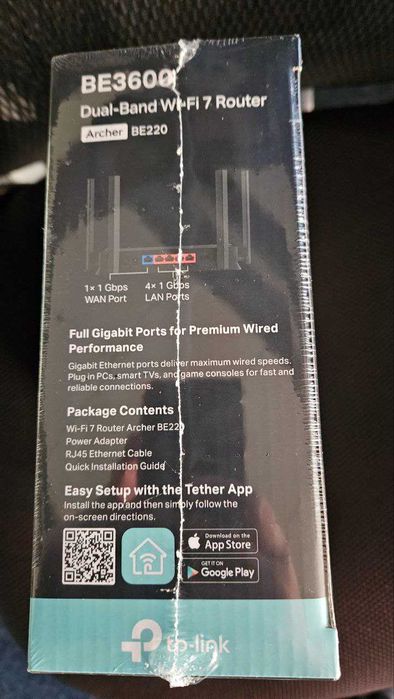 BE3600
Dual-Band Wi-Fi 7 Router
Archer BE220
1× 1 Gbps
WAN Port
4× 1 Gbps
LAN Ports
Full Gigabit Ports for Premium Wired
Performance
Gigabit Ethernet ports deliver maximum wired speeds.
Plug in PCs, smart TVs, and game consoles for fast and
reliable connections.
Package Contents
Wi-Fi 7 Router Archer BE220
Power Adapter
RJ45 Ethernet Cable
Quick Installation Guide
Easy Setup with the Tether App
Install the app and then simply follow the
on-screen directions.
Download on the
App Store
GET IT ON
Google Play
tp-link